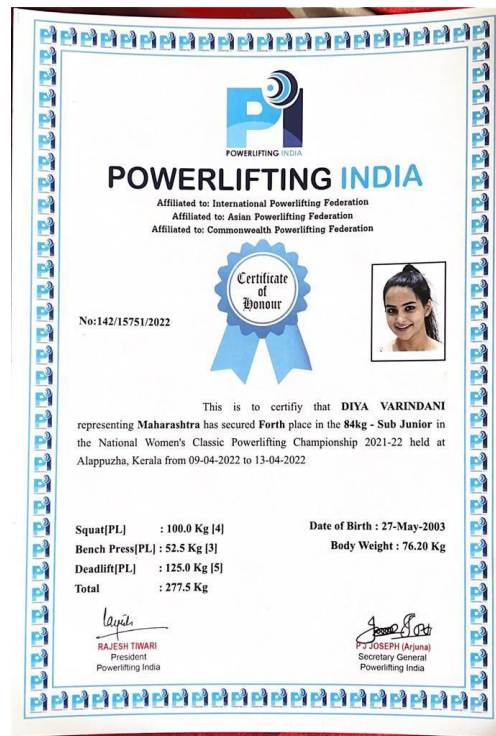 POWERLIFTING INDIA
POWERLIFTING INDIA
Affiliated to: International Powerlifting Federation
Affiliated to: Asian Powerlifting Federation
Affiliated to: Commonwealth Powerlifting Federation
Certificate
of
Honour
No:142/15751/2022
This is to certifiy that DIYA VARINDANI
representing Maharashtra has secured Forth place in the 84kg - Sub Junior in
the National Women's Classic Powerlifting Championship 2021-22 held at
Alappuzha, Kerala from 09-04-2022 to 13-04-2022
Squat[PL] : 100.0 Kg [4]
Bench Press[PL] : 52.5 Kg [3]
Deadlift[PL] : 125.0 Kg [5]
Total : 277.5 Kg
Date of Birth : 27-May-2003
Body Weight : 76.20 Kg
RAJESH TIWARI
President
Powerlifting India
P J JOSEPH (Arjuna)
Secretary General
Powerlifting India